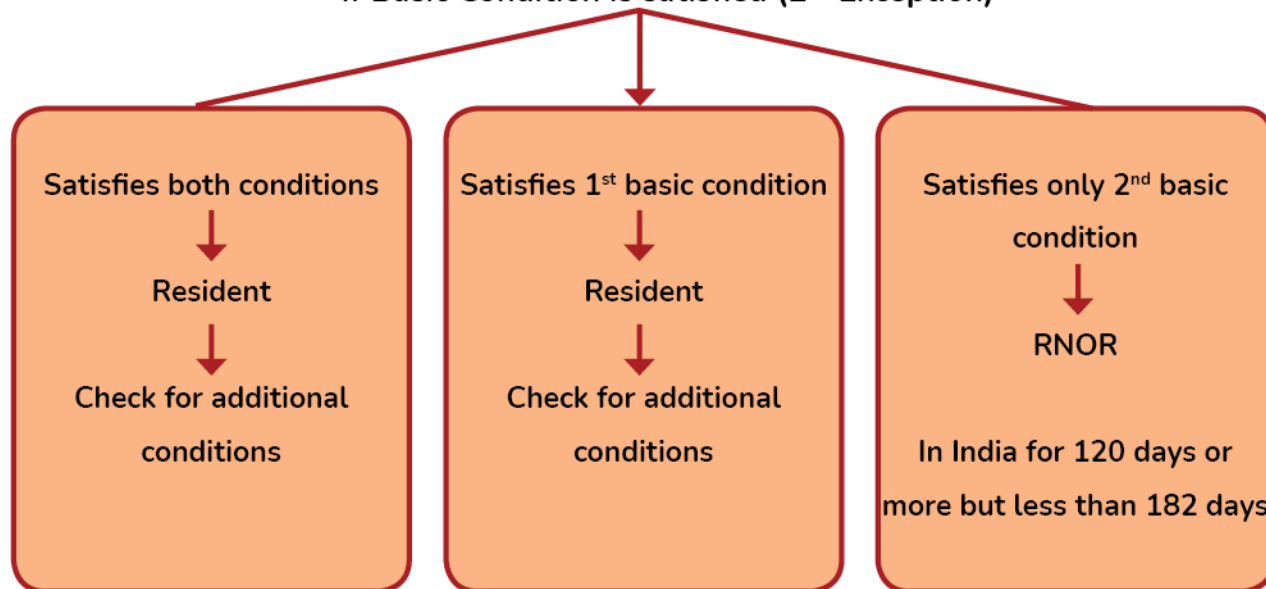 Satisfies both conditions
Resident
Check for additional
conditions
Satisfies 1st basic condition
Resident
Check for additional
conditions
Satisfies only 2nd basic
condition
RNOR
In India for 120 days or
more but less than 182 days